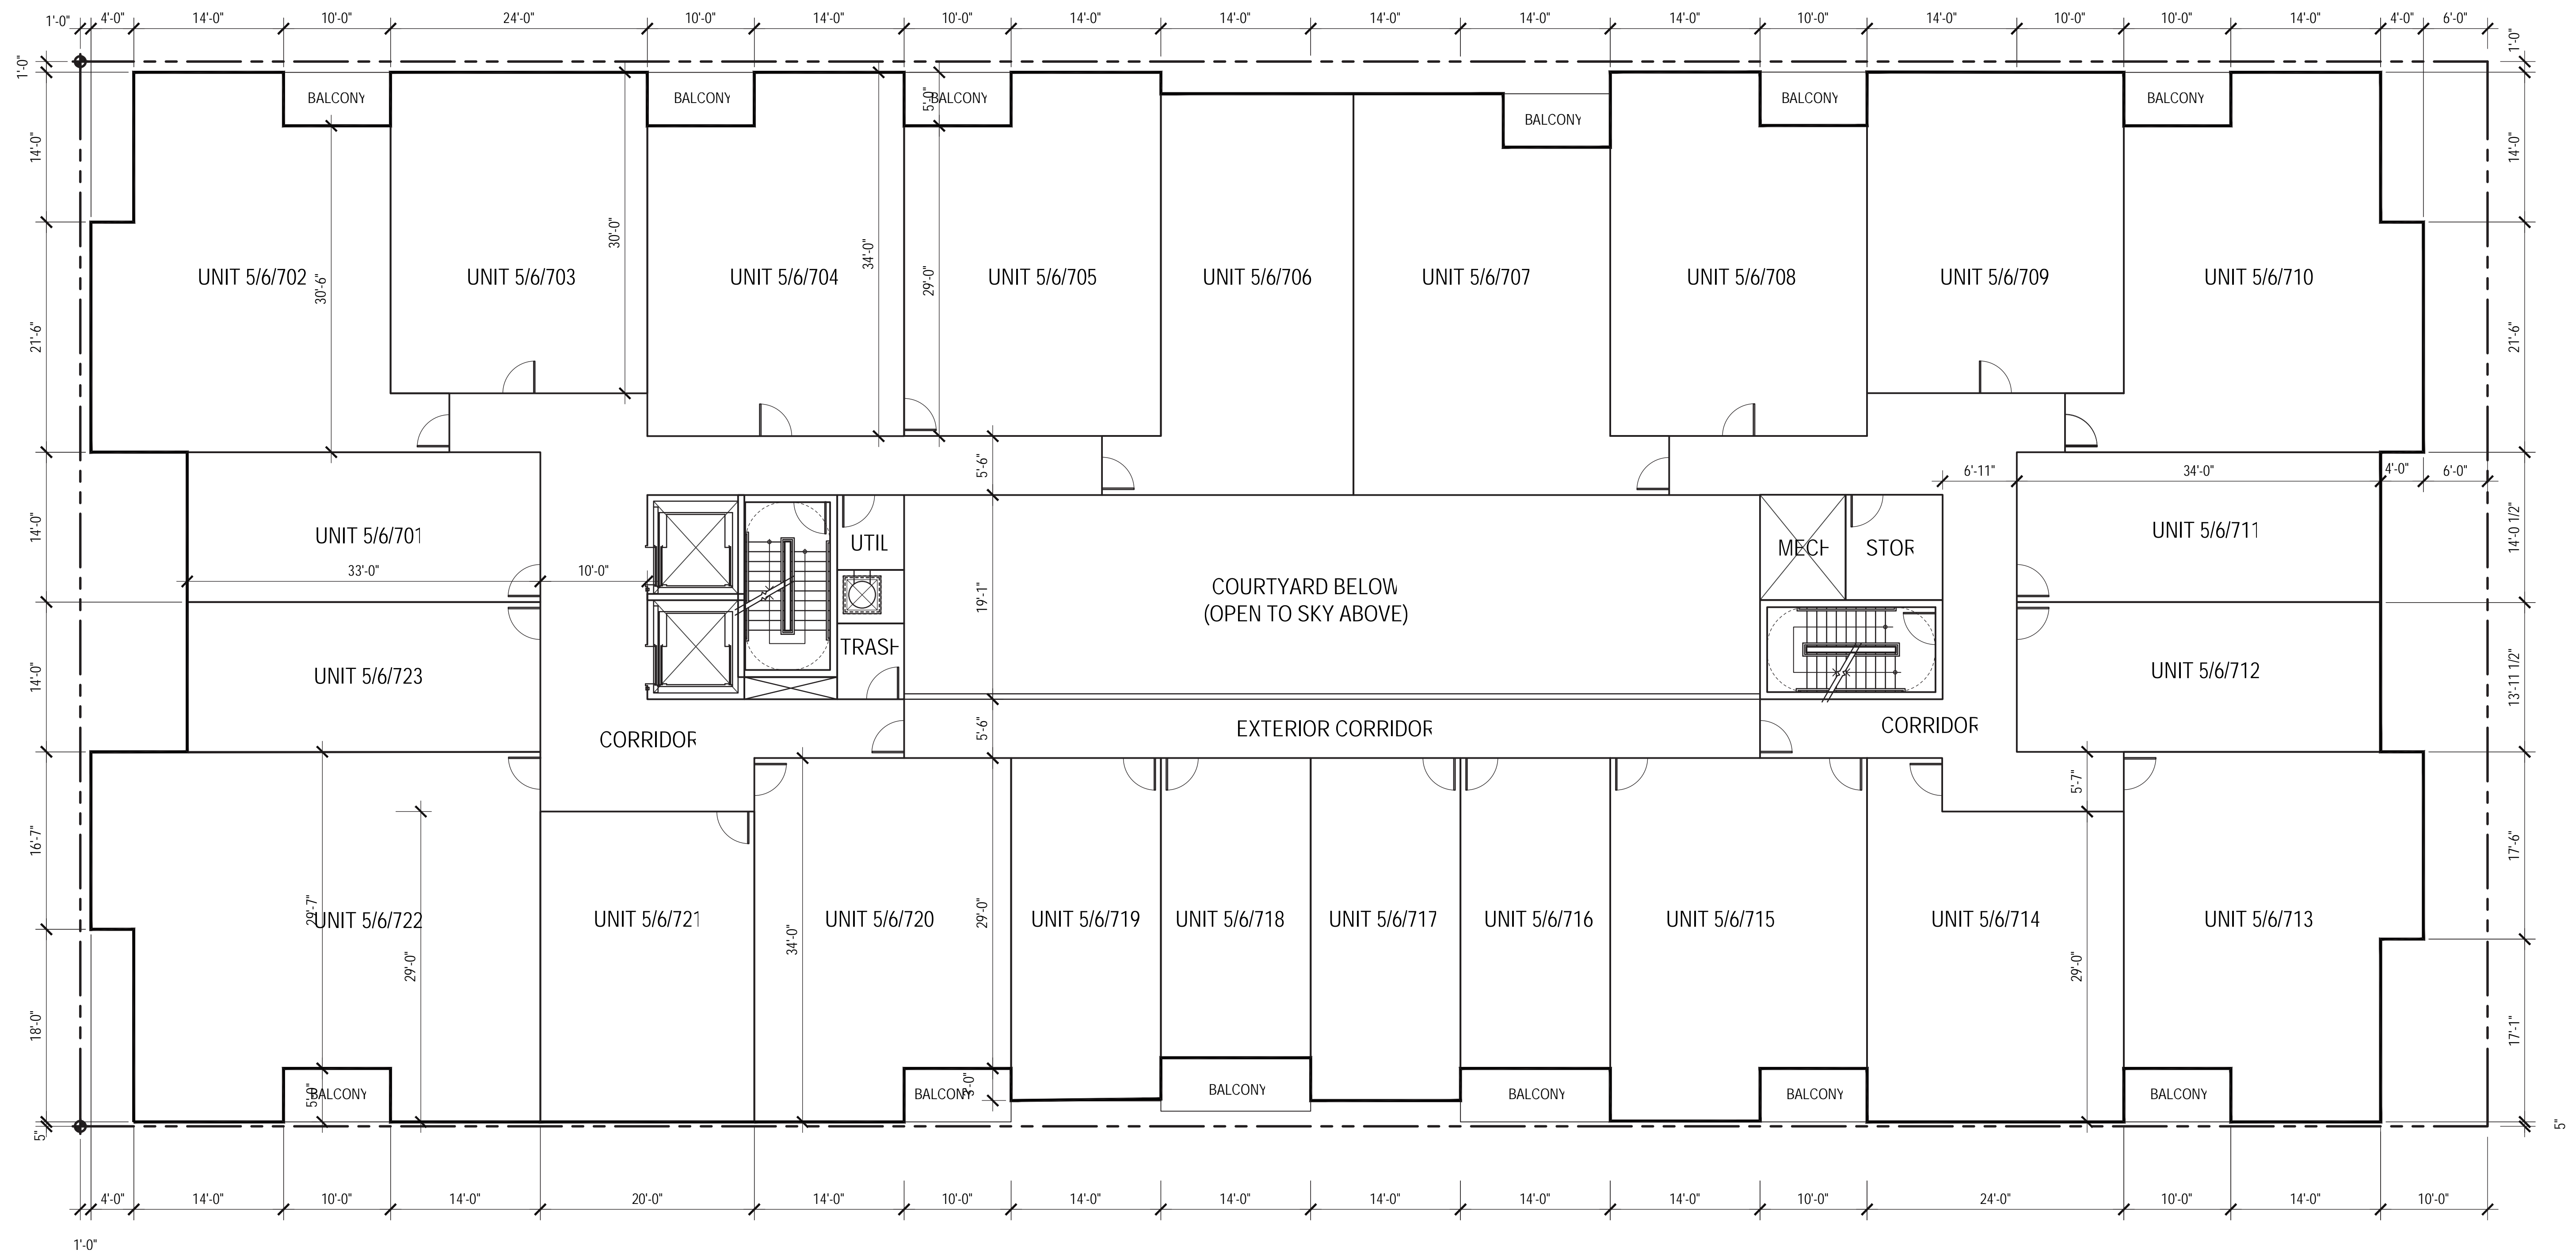 1'-0" 4'-0" 14'-0" 10'-0" 24'-0" 10'-0" 14'-0" 10'-0" 14'-0" 14'-0" 14'-0" 14'-0" 14'-0" 10'-0" 14'-0" 10'-0" 10'-0" 14'-0" 4'-0" 6'-0"
1'-0" 1'-0"
BALCONY BALCONY 5'-0" BALCONY BALCONY BALCONY
BALCONY
14'-0" 14'-0"
30'-0" 34'-0"
UNIT 5/6/702 UNIT 5/6/703 UNIT 5/6/704 UNIT 5/6/705 UNIT 5/6/706 UNIT 5/6/707 UNIT 5/6/708 UNIT 5/6/709 UNIT 5/6/710
30'-6" 29'-0"
21'-6" 21'-6"
5'-6" 6'-11" 34'-0" 4'-0" 6'-0"
14'-0" UNIT 5/6/701 UNIT 5/6/711 14'-0 1/2"
UTIL MECH STOR
33'-0" 10'-0"
19'-1" COURTYARD BELOW
(OPEN TO SKY ABOVE)
TRASH
14'-0" UNIT 5/6/723 UNIT 5/6/712 13'-11 1/2"
CORRIDOR 5'-6" EXTERIOR CORRIDOR CORRIDOR
5'-7"
16'-7" 17'-6"
29'-7" UNIT 5/6/722 UNIT 5/6/721 UNIT 5/6/720 29'-0" UNIT 5/6/719 UNIT 5/6/718 UNIT 5/6/717 UNIT 5/6/716 UNIT 5/6/715 UNIT 5/6/714 UNIT 5/6/713
29'-0" 34'-0" 29'-0"
18'-0" 17'-1"
5'-0" BALCONY BALCONY 3'-0" BALCONY BALCONY BALCONY BALCONY
5" 5"
4'-0" 14'-0" 10'-0" 14'-0" 20'-0" 14'-0" 10'-0" 14'-0" 14'-0" 14'-0" 14'-0" 14'-0" 10'-0" 24'-0" 10'-0" 14'-0" 10'-0"
1'-0"